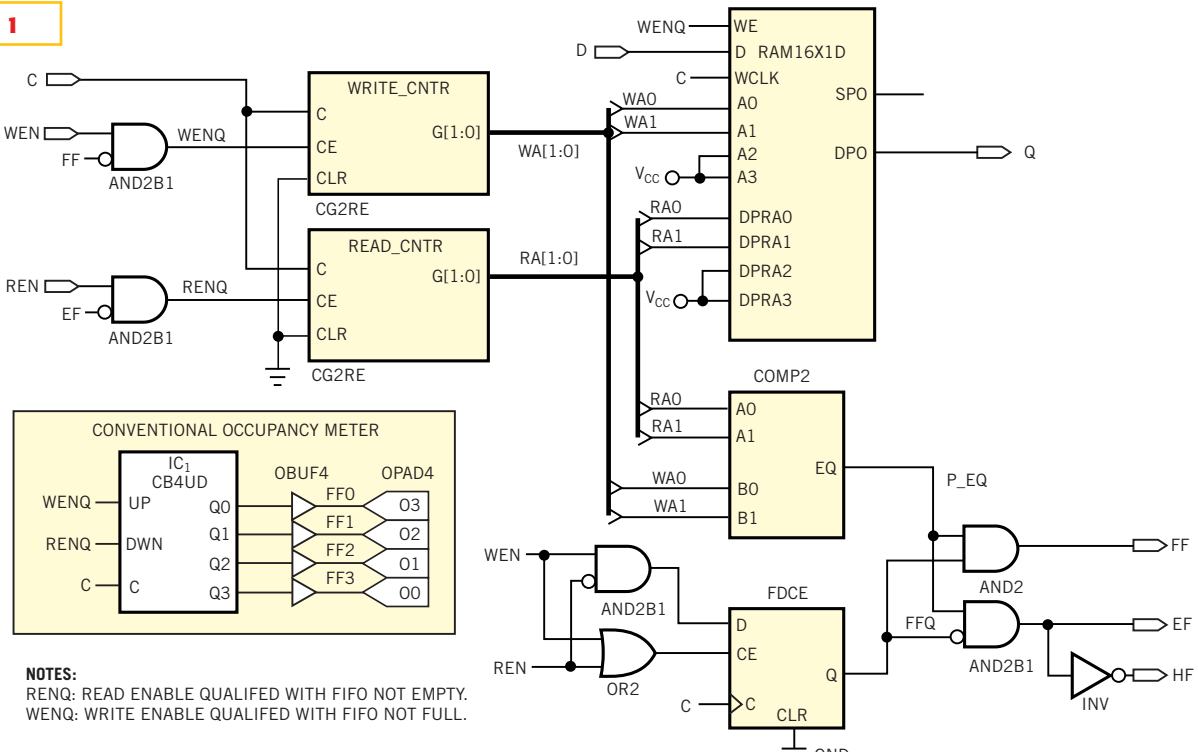 1
C
WEN
FF
AND2B1
WENQ
REN
EF
AND2B1
RENQ
WRITE_CNTR
C
CE
CLR
G[1:0]
CG2RE
WA[1:0]
READ_CNTR
C
CE
CLR
G[1:0]
CG2RE
RA[1:0]
WENQ
D
C
WA0
WA1
VCC
RA0
RA1
VCC
WE
D RAM16X1D
WCLK
A0
A1
A2
A3
DPRA0
DPRA1
DPRA2
DPRA3
SPO
DPO
Q
COMP2
RA0
RA1
WA0
WA1
A0
A1
B0
B1
EQ
P_EQ
CONVENTIONAL OCCUPANCY METER
IC1
CB4UD
WENQ
RENQ
C
UP
DWN
C
Q0
Q1
Q2
Q3
OBUF4
OPAD4
FF0
FF1
FF2
FF3
O3
O2
O1
O0
WEN
REN
AND2B1
OR2
C
FDCE
D
CE
C
CLR
Q
FFQ
AND2
AND2B1
INV
FF
EF
HF
GND
NOTES:
RENQ: READ ENABLE QUALIFED WITH FIFO NOT EMPTY.
WENQ: WRITE ENABLE QUALIFED WITH FIFO NOT FULL.